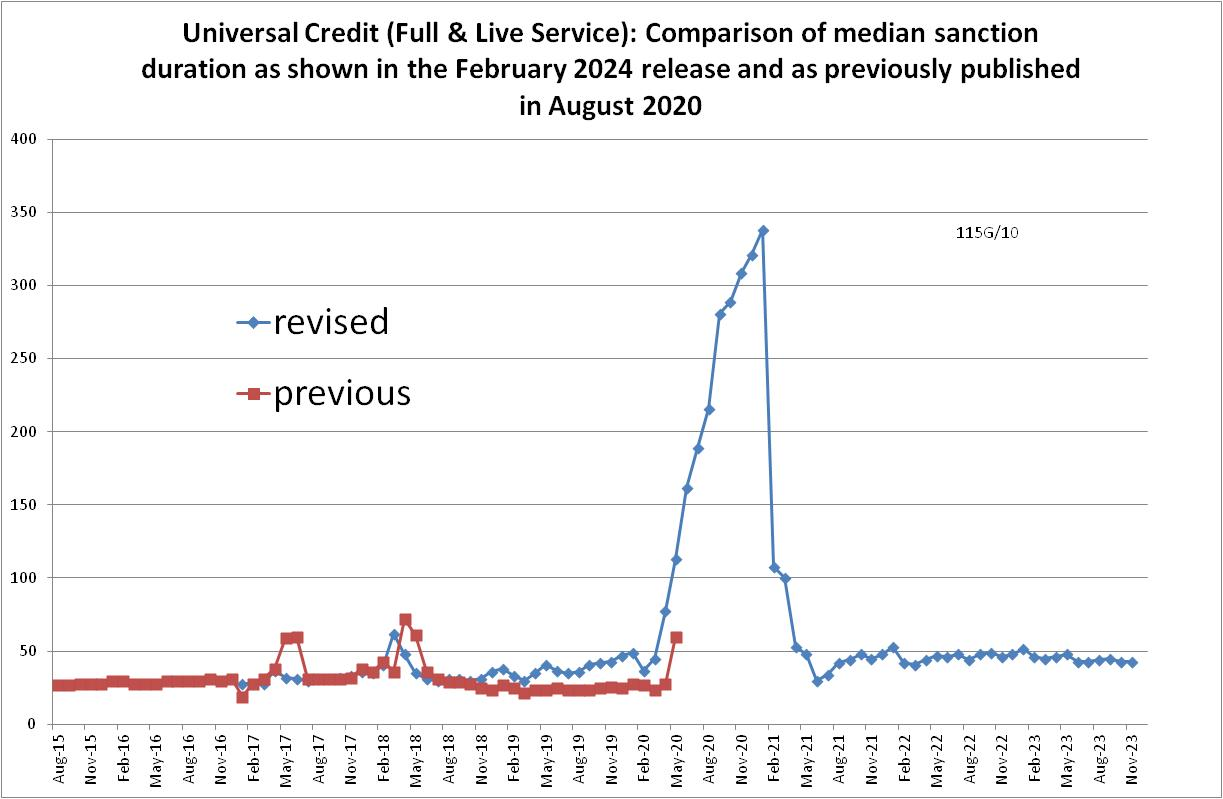 Universal Credit (Full & Live Service): Comparison of median sanction
duration as shown in the February 2024 release and as previously published
in August 2020
400
350
115G/10
300
revised
250
previous
200
150
100
50
0
Aug-15
Nov-15
Feb-16
May-16
Aug-16
Nov-16
Feb-17
May-17
Aug-17
Nov-17
Feb-18
May-18
Aug-18
Nov-18
Feb-19
May-19
Aug-19
Nov-19
Feb-20
May-20
Aug-20
Nov-20
Feb-21
May-21
Aug-21
Nov-21
Feb-22
May-22
Aug-22
Nov-22
Feb-23
May-23
Aug-23
Nov-23